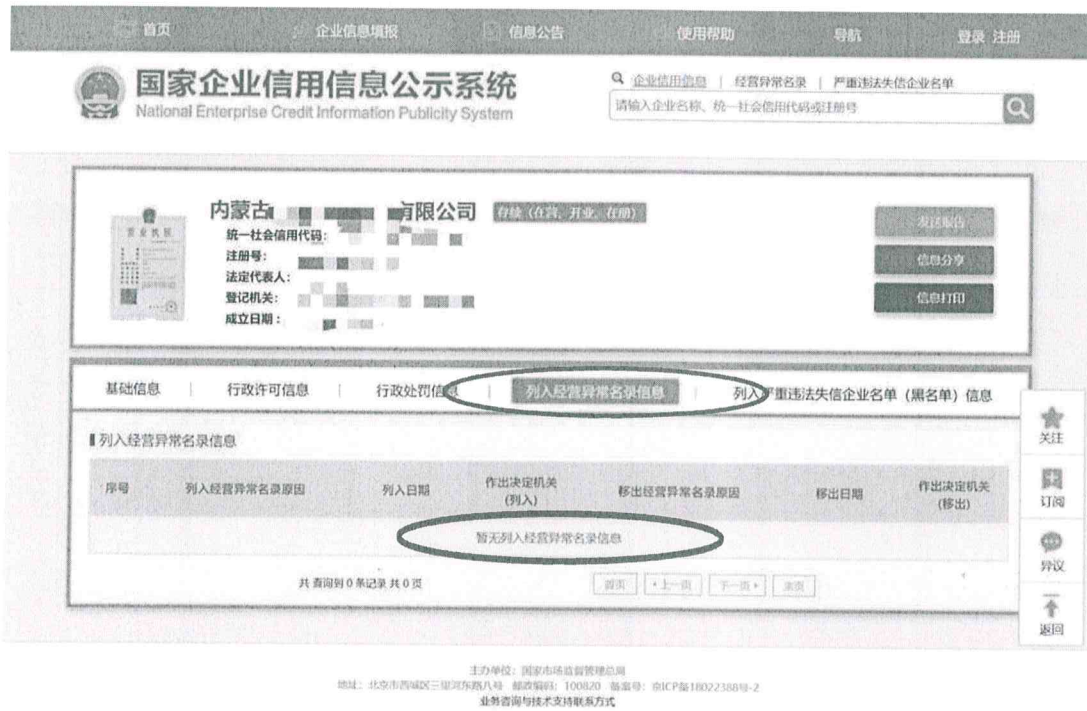 首页 企业信息填报 信息公告 使用帮助 导航 登录 注册
国家企业信用信息公示系统
National Enterprise Credit Information Publicity System
企业信用信息 | 经营异常名录 | 严重违法失信企业名单
请输入企业名称、统一社会信用代码或注册号
内蒙古 有限公司 存续（在营、开业、在册）
统一社会信用代码：
注册号：
法定代表人：
登记机关：
成立日期：
营业执照
发送报告
信息分享
信息打印
基础信息 | 行政许可信息 | 行政处罚信息 | 列入经营异常名录信息 | 列入严重违法失信企业名单（黑名单）信息
列入经营异常名录信息
序号 列入经营异常名录原因 列入日期 作出决定机关(列入) 移出经营异常名录原因 移出日期 作出决定机关(移出)
暂无列入经营异常名录信息
共 查询到 0 条记录 共 0 页 首页 上一页 下一页 末页
关注
订阅
异议
返回
主办单位：国家市场监督管理总局
地址：北京市西城区三里河东路八号 邮政编码：100820 备案号：京ICP备18022388号-2
业务咨询与技术支持联系方式